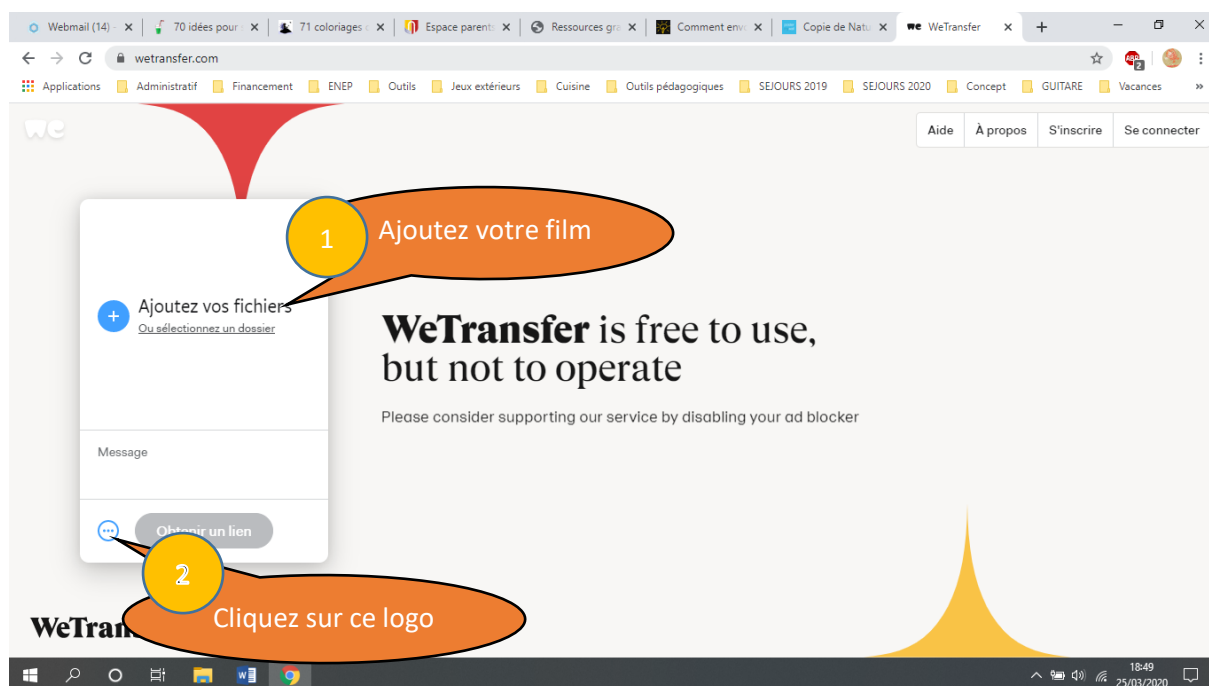 Webmail (14) -
70 idées pour
71 coloriages
Espace parents
Ressources gra
Comment env
Copie de Natu
WeTransfer
wetransfer.com
ABP
2
Applications
Administratif
Financement
ENEP
Outils
Jeux extérieurs
Cuisine
Outils pédagogiques
SEJOURS 2019
SEJOURS 2020
Concept
GUITARE
Vacances
»
we
Aide
À propos
S'inscrire
Se connecter
1
Ajoutez votre film
Ajoutez vos fichiers
Ou sélectionnez un dossier
WeTransfer is free to use,
but not to operate
Please consider supporting our service by disabling your ad blocker
Message
Obtenir un lien
2
Cliquez sur ce logo
WeTran
18:49
25/03/2020